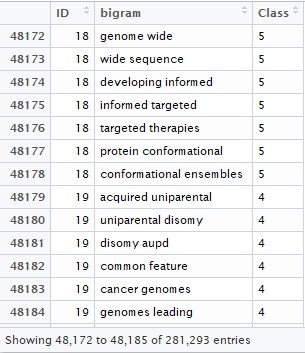 ID bigram Class
48172 18 genome wide 5
48173 18 wide sequence 5
48174 18 developing informed 5
48175 18 informed targeted 5
48176 18 targeted therapies 5
48177 18 protein conformational 5
48178 18 conformational ensembles 5
48179 19 acquired uniparental 4
48180 19 uniparental disomy 4
48181 19 disomy aupd 4
48182 19 common feature 4
48183 19 cancer genomes 4
48184 19 genomes leading 4
Showing 48,172 to 48,185 of 281,293 entries